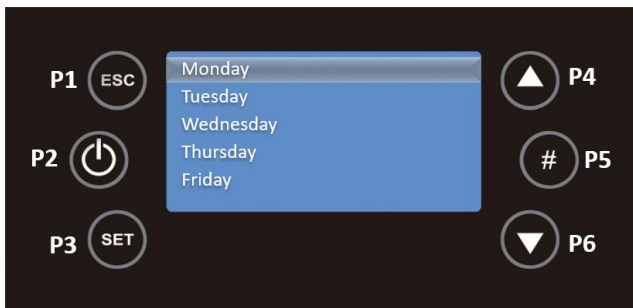 P1 ESC
Monday
Tuesday
Wednesday
Thursday
Friday
P4
P2
# P5
P3 SET
P6